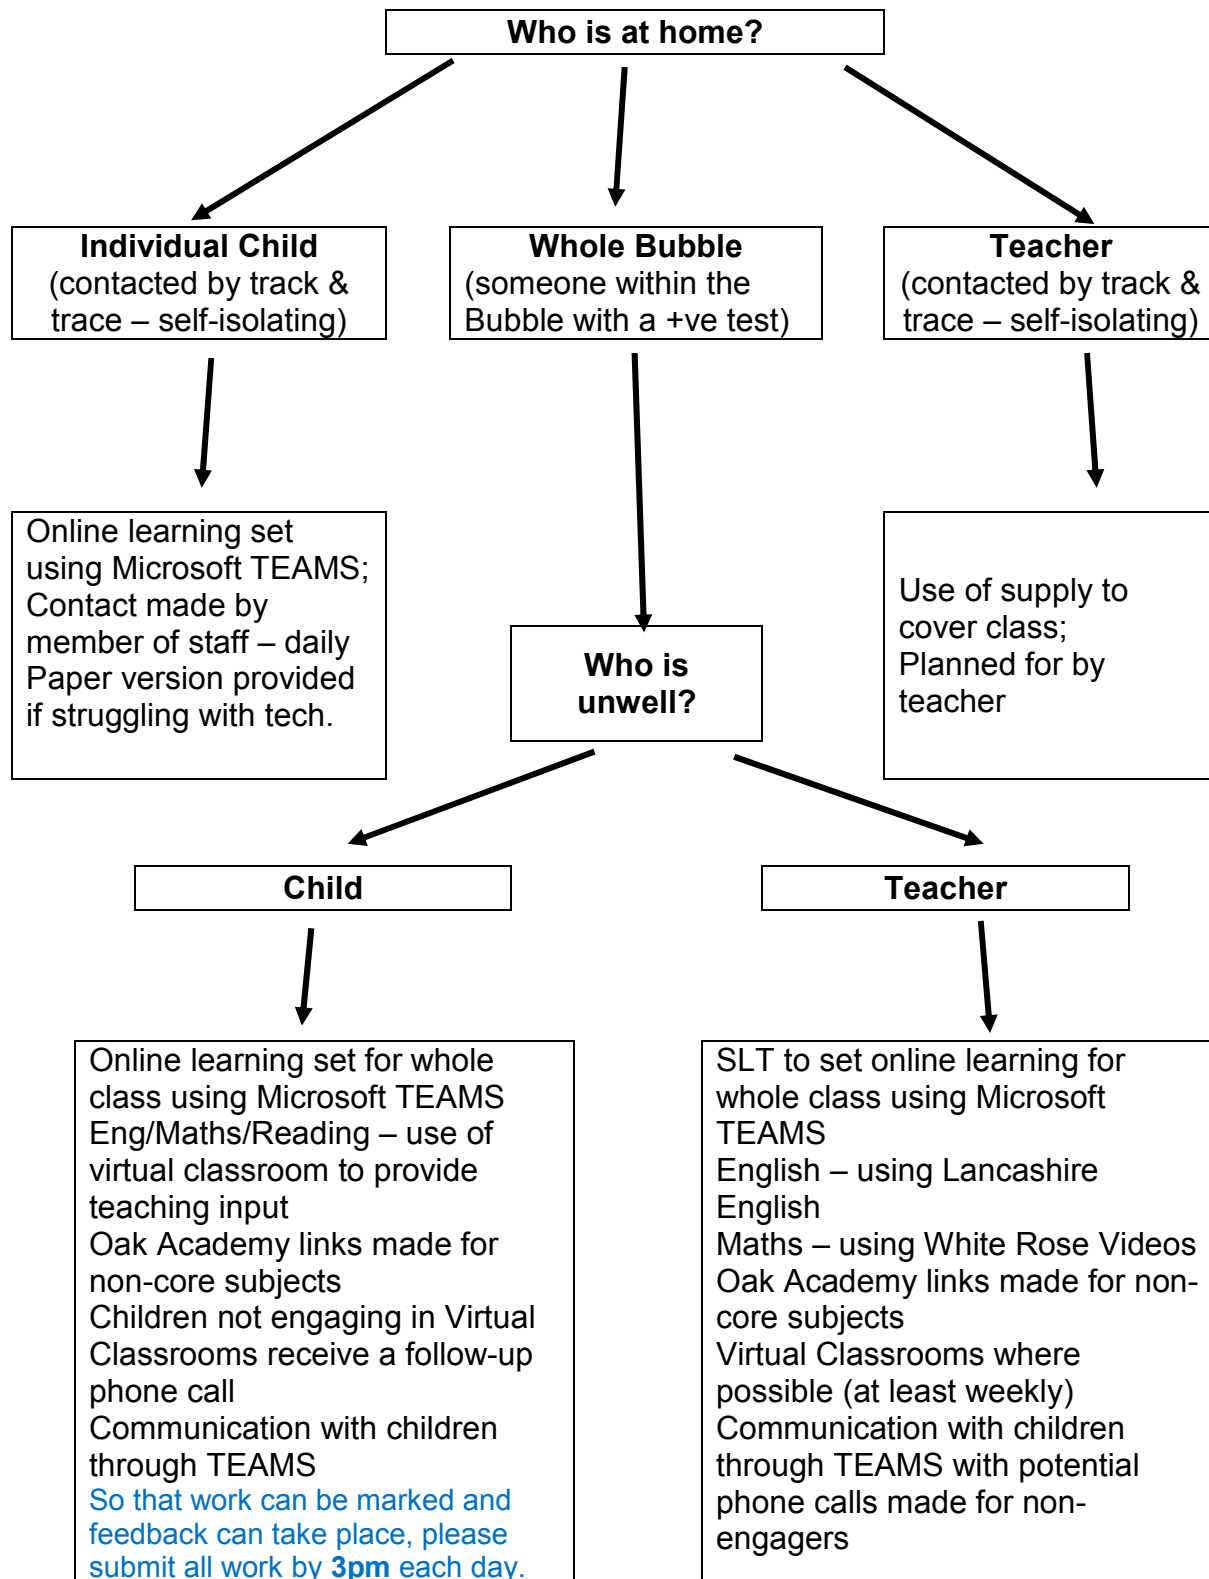 Who is at home?
Individual Child
(contacted by track &
trace – self-isolating)
Whole Bubble
(someone within the
Bubble with a +ve test)
Teacher
(contacted by track &
trace – self-isolating)
Online learning set
using Microsoft TEAMS;
Contact made by
member of staff – daily
Paper version provided
if struggling with tech.
Who is
unwell?
Use of supply to
cover class;
Planned for by
teacher
Child
Teacher
Online learning set for whole
class using Microsoft TEAMS
Eng/Maths/Reading – use of
virtual classroom to provide
teaching input
Oak Academy links made for
non-core subjects
Children not engaging in Virtual
Classrooms receive a follow-up
phone call
Communication with children
through TEAMS
So that work can be marked and
feedback can take place, please
submit all work by 3pm each day.
SLT to set online learning for
whole class using Microsoft
TEAMS
English – using Lancashire
English
Maths – using White Rose Videos
Oak Academy links made for non-
core subjects
Virtual Classrooms where
possible (at least weekly)
Communication with children
through TEAMS with potential
phone calls made for non-
engagers